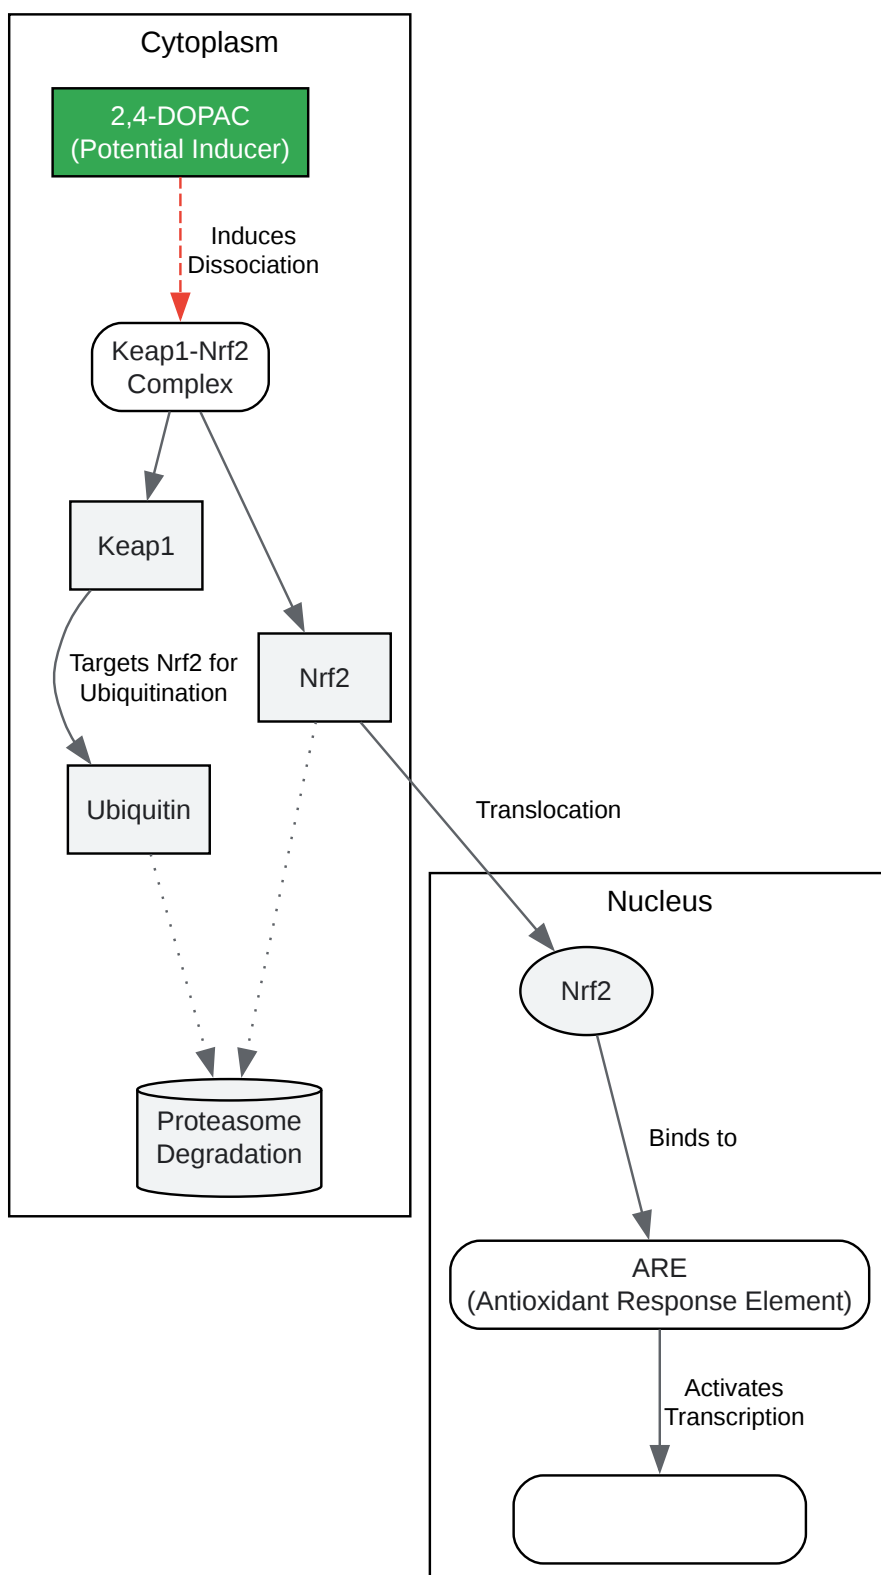 Cytoplasm
2,4-DOPAC
(Potential Inducer)
Induces
Dissociation
Keap1-Nrf2
Complex
Keap1
Targets Nrf2 for
Ubiquitination
Nrf2
Ubiquitin
Translocation
Proteasome
Degradation
Nucleus
Nrf2
Binds to
ARE
(Antioxidant Response Element)
Activates
Transcription